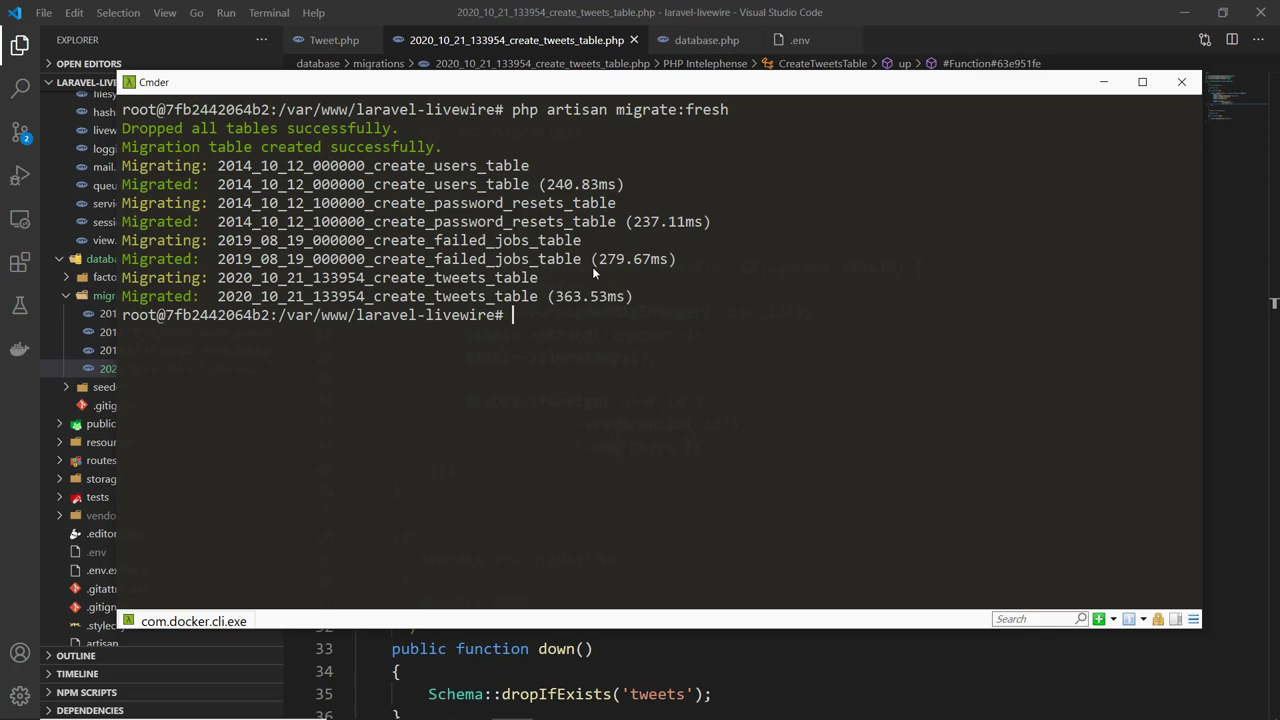 File Edit Selection View Go Run Terminal Help
2020_10_21_133954_create_tweets_table.php - laravel-livewire - Visual Studio Code
EXPLORER
Tweet.php
2020_10_21_133954_create_tweets_table.php
database.php
.env
OPEN EDITORS
database > migrations > 2020_10_21_133954_create_tweets_table.php > PHP Intelephense > CreateTweetsTable > up > #Function#63e951fe
LARAVEL-LIV
Cmder
filesy
hash
livew
loggi
mail.
queu
servi
sessi
view.
datab
facto
migr
201
201
201
202
seed
.gitig
public
resour
routes
storag
tests
vendo
.editor
.env
.env.ex
.gitatt
.gitign
.stylec
artisan
2
root@7fb2442064b2:/var/www/laravel-livewire# php artisan migrate:fresh
Dropped all tables successfully.
Migration table created successfully.
Migrating: 2014_10_12_000000_create_users_table
Migrated: 2014_10_12_000000_create_users_table (240.83ms)
Migrating: 2014_10_12_100000_create_password_resets_table
Migrated: 2014_10_12_100000_create_password_resets_table (237.11ms)
Migrating: 2019_08_19_000000_create_failed_jobs_table
Migrated: 2019_08_19_000000_create_failed_jobs_table (279.67ms)
Migrating: 2020_10_21_133954_create_tweets_table
Migrated: 2020_10_21_133954_create_tweets_table (363.53ms)
root@7fb2442064b2:/var/www/laravel-livewire#
com.docker.cli.exe
Search
OUTLINE
TIMELINE
NPM SCRIPTS
DEPENDENCIES
33 public function down()
34 {
35 Schema::dropIfExists('tweets');
36 }